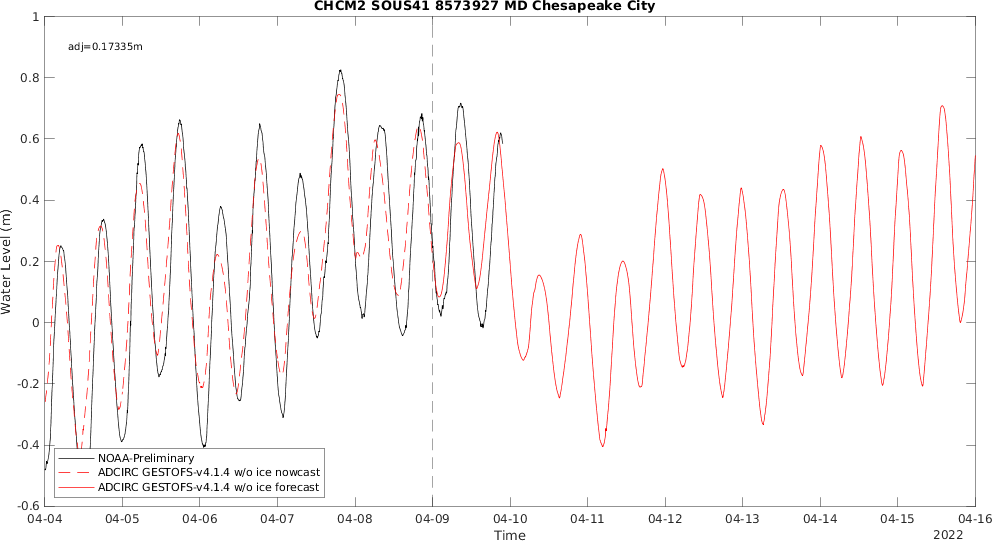 CHCM2 SOUS41 8573927 MD Chesapeake City
adj=0.17335m
1
0.8
0.6
0.4
0.2
0
-0.2
-0.4
-0.6
Water Level (m)
NOAA-Preliminary
ADCIRC GESTOFS-v4.1.4 w/o ice nowcast
ADCIRC GESTOFS-v4.1.4 w/o ice forecast
04-04 04-05 04-06 04-07 04-08 04-09 04-10 04-11 04-12 04-13 04-14 04-15 04-16
Time
2022